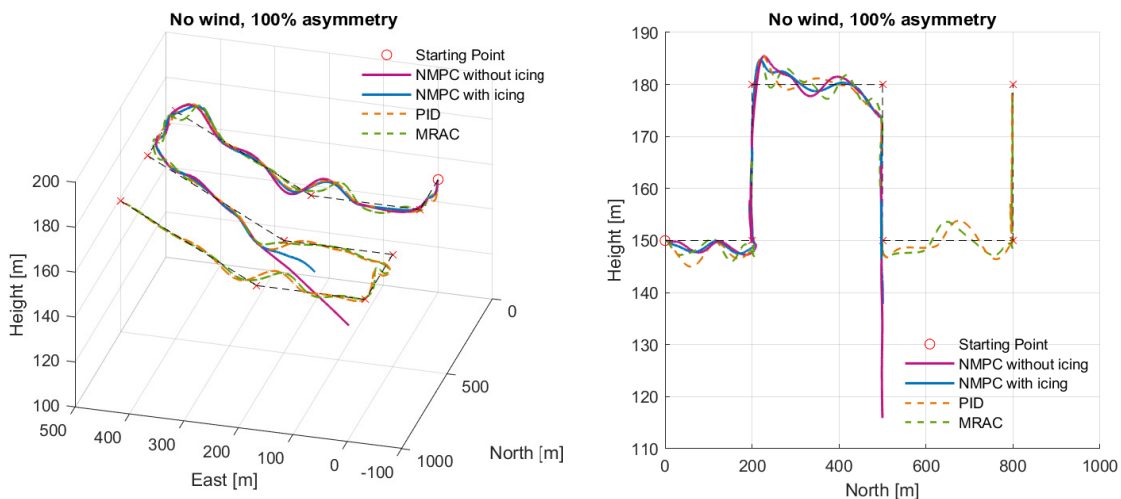 No wind, 100% asymmetry
Starting Point
NMPC without icing
NMPC with icing
PID
MRAC
200
180
160
140
120
100
Height [m]
500
400
300
200
100
0
-100
East [m]
0
500
1000
North [m]
No wind, 100% asymmetry
190
180
170
160
150
140
130
120
110
Height [m]
Starting Point
NMPC without icing
NMPC with icing
PID
MRAC
0
200
400
600
800
1000
North [m]